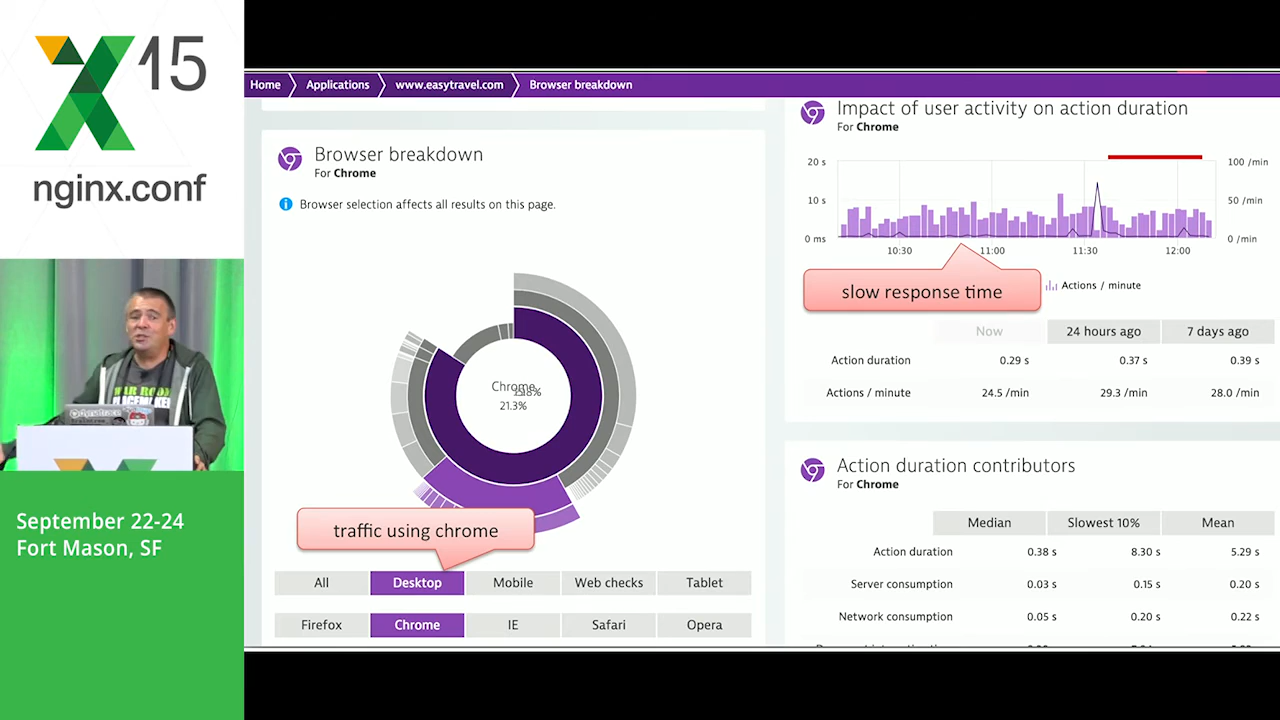 15
nginx.conf
September 22-24
Fort Mason, SF
WAR ROOM
dynatrace
Home
Applications
www.easytravel.com
Browser breakdown
Browser breakdown
For Chrome
Browser selection affects all results on this page.
Chrome
21.3%
traffic using chrome
All Desktop Mobile Web checks Tablet
Firefox Chrome IE Safari Opera
Impact of user activity on action duration
For Chrome
20 s 100 /min
10 s 50 /min
0 ms 0 /min
10:30 11:00 11:30 12:00
slow response time
Actions / minute
Now 24 hours ago 7 days ago
Action duration 0.29 s 0.37 s 0.39 s
Actions / minute 24.5 /min 29.3 /min 28.0 /min
Action duration contributors
For Chrome
Median Slowest 10% Mean
Action duration 0.38 s 8.30 s 5.29 s
Server consumption 0.03 s 0.15 s 0.20 s
Network consumption 0.05 s 0.20 s 0.22 s